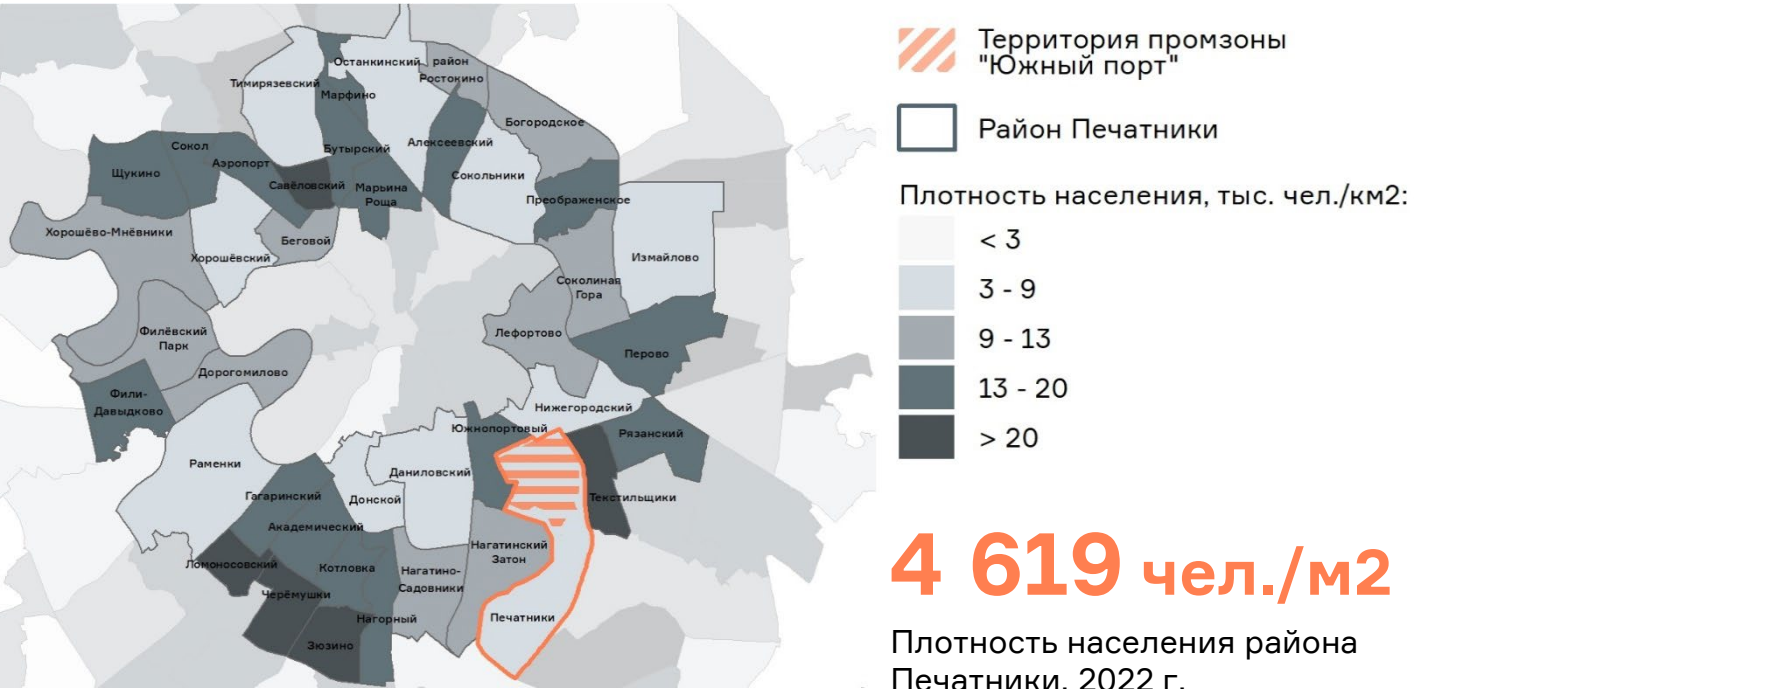 Останкинский
район
Ростокино
Тимирязевский
Марфино
Богородское
Сокол
Бутырский
Алексеевский
Аэропорт
Щукино
Савёловский
Марьина
Роща
Сокольники
Преображенское
Хорошёво-Мнёвники
Беговой
Хорошёвский
Измайлово
Соколиная
Гора
Филёвский
Парк
Лефортово
Перово
Дорогомилово
Фили-
Давыдково
Нижегородский
Южнопортовый
Рязанский
Раменки
Даниловский
Гагаринский
Донской
Текстильщики
Академический
Нагатинский
Затон
Ломоносовский
Котловка
Нагатино-
Садовники
Черёмушки
Нагорный
Печатники
Зюзино
Территория промзоны
"Южный порт"
Район Печатники
Плотность населения, тыс. чел./км2:
< 3
3 - 9
9 - 13
13 - 20
> 20
4 619 чел./м2
Плотность населения района
Печатники, 2022 г.